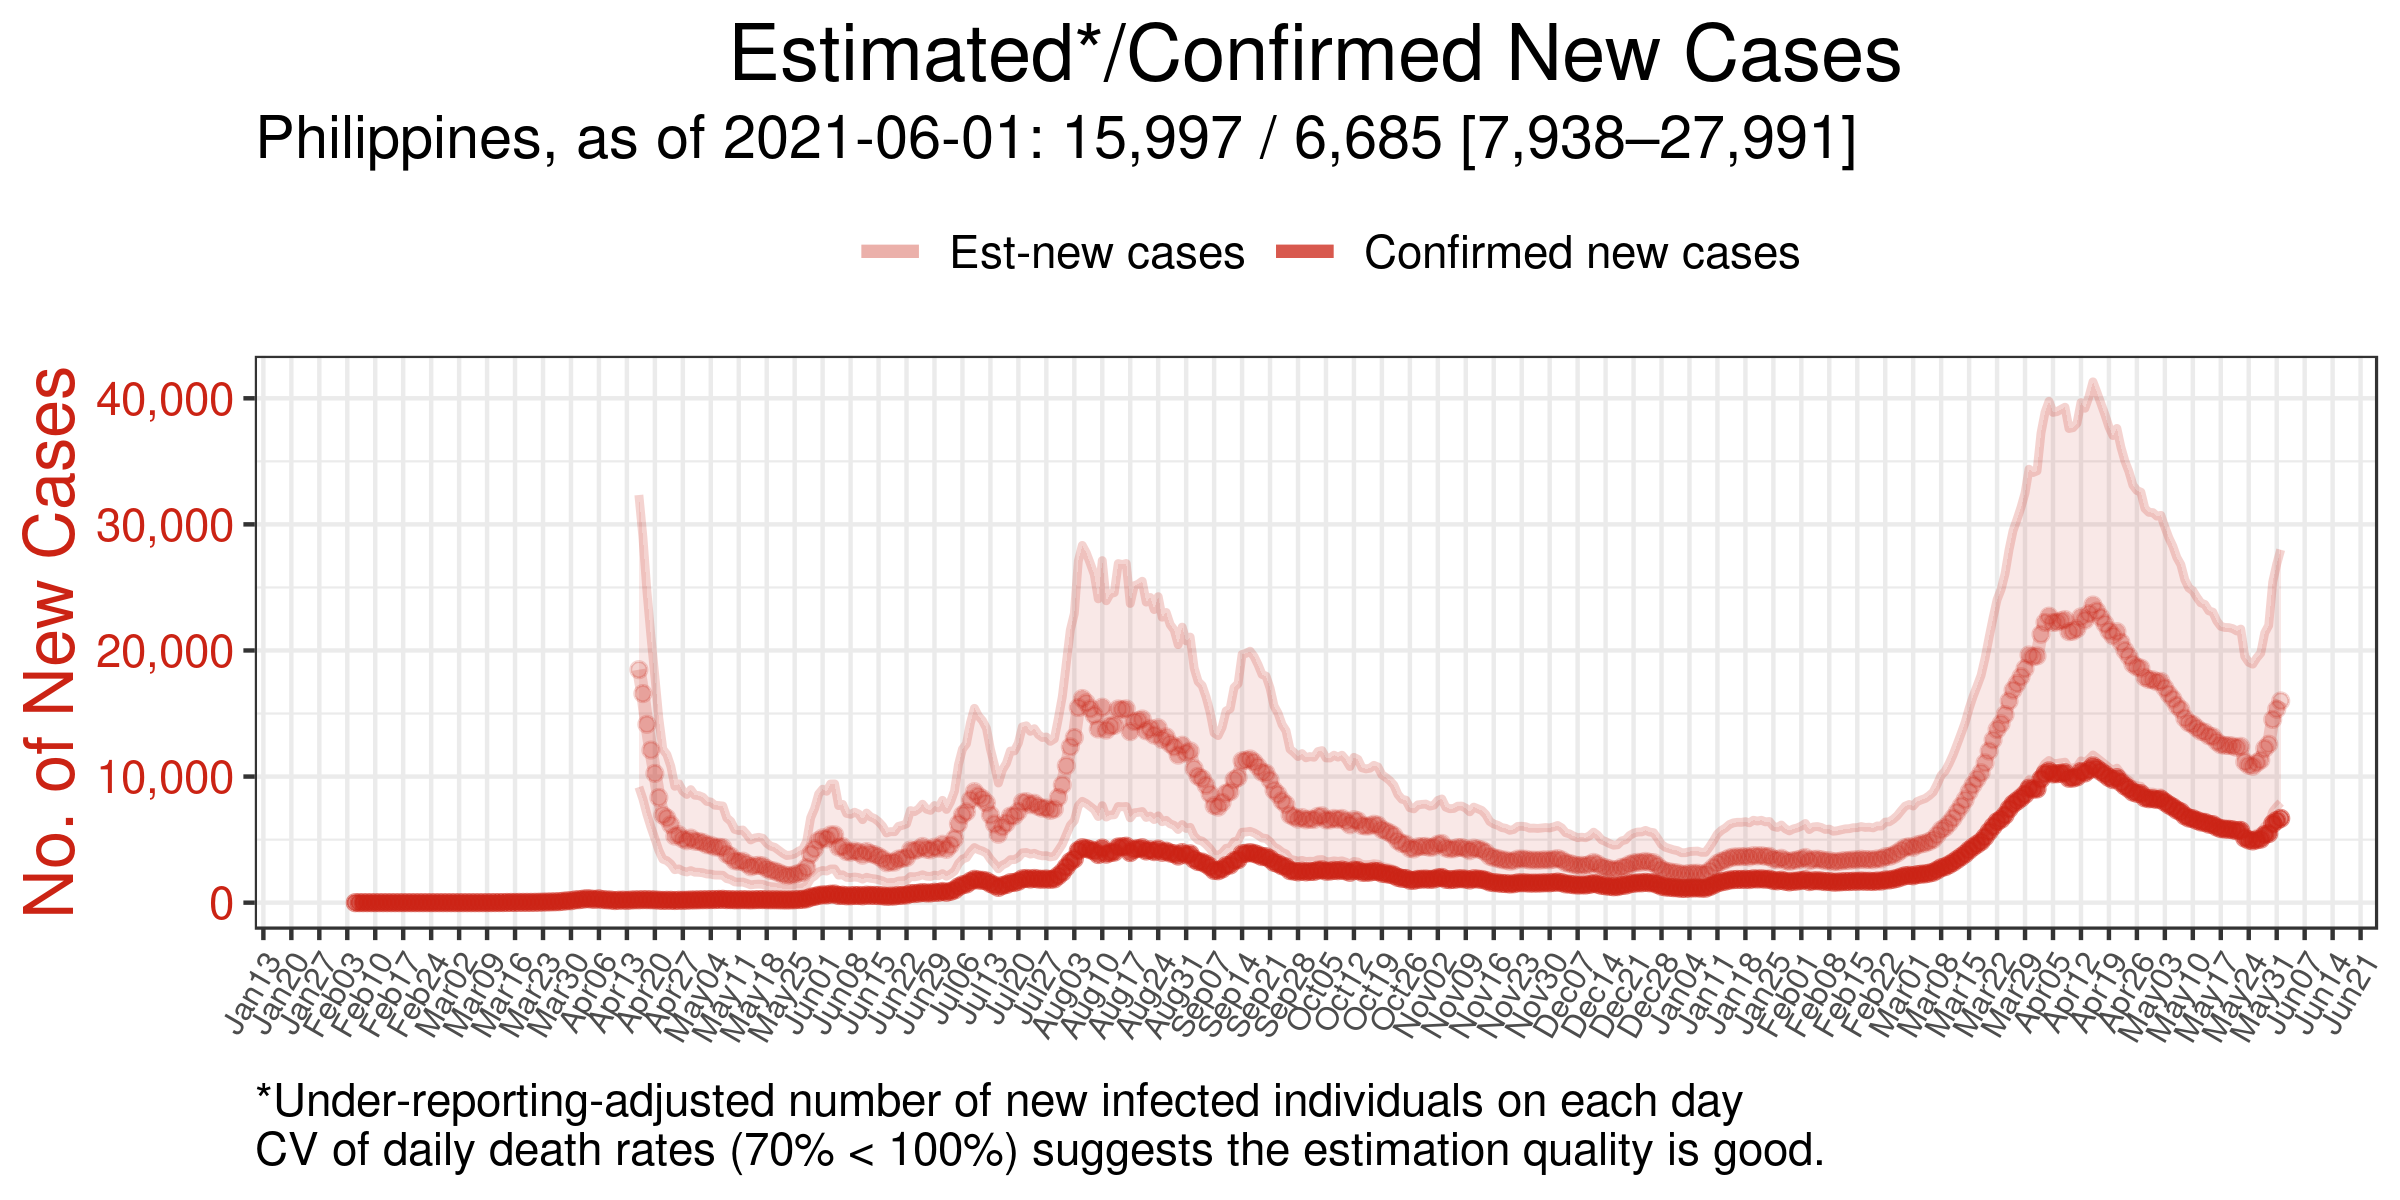 Estimated*/Confirmed New Cases
Philippines, as of 2021-06-01: 15,997 / 6,685 [7,938–27,991]
Est-new cases
Confirmed new cases
No. of New Cases
40,000
30,000
20,000
10,000
0
Jan13
Jan20
Jan27
Feb03
Feb10
Feb17
Feb24
Mar02
Mar09
Mar16
Mar23
Mar30
Apr06
Apr13
Apr20
Apr27
May04
May11
May18
May25
Jun01
Jun08
Jun15
Jun22
Jun29
Jul06
Jul13
Jul20
Jul27
Aug03
Aug10
Aug17
Aug24
Aug31
Sep07
Sep14
Sep21
Sep28
Oct05
Oct12
Oct19
Oct26
Nov02
Nov09
Nov16
Nov23
Nov30
Dec07
Dec14
Dec21
Dec28
Jan04
Jan11
Jan18
Jan25
Feb01
Feb08
Feb15
Feb22
Mar01
Mar08
Mar15
Mar22
Mar29
Apr05
Apr12
Apr19
Apr26
May03
May10
May17
May24
May31
Jun07
Jun14
Jun21
*Under-reporting-adjusted number of new infected individuals on each day
CV of daily death rates (70% < 100%) suggests the estimation quality is good.